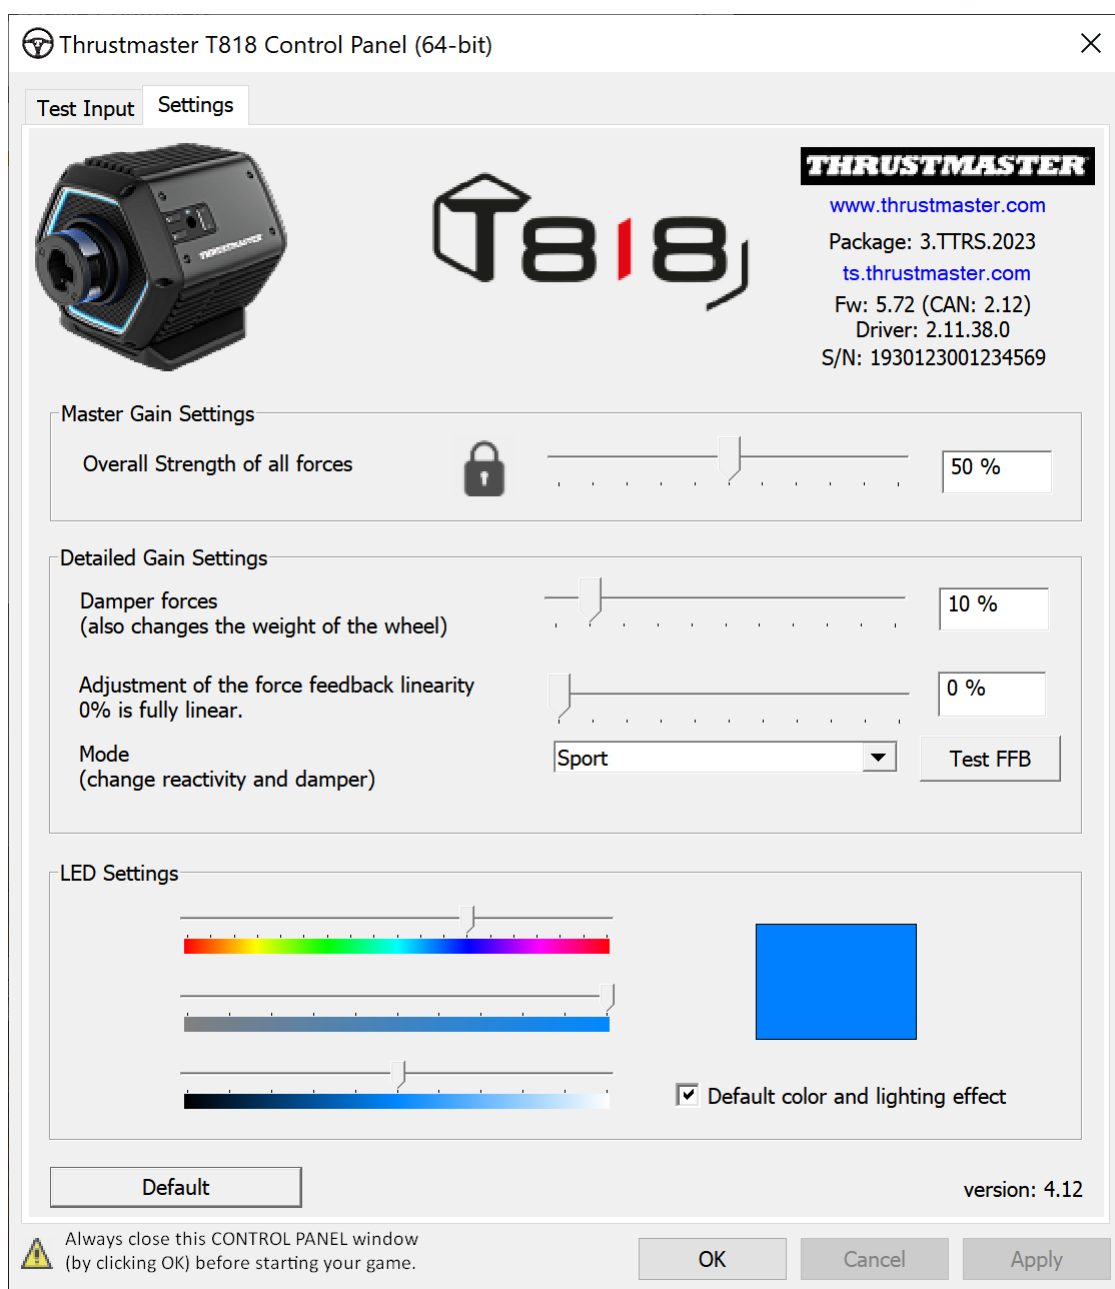 Thrustmaster T818 Control Panel (64-bit)
Test Input
Settings
THRUSTMASTER
T818
THRUSTMASTER
www.thrustmaster.com
Package: 3.TTRS.2023
ts.thrustmaster.com
Fw: 5.72 (CAN: 2.12)
Driver: 2.11.38.0
S/N: 1930123001234569
Master Gain Settings
Overall Strength of all forces
50 %
Detailed Gain Settings
Damper forces
(also changes the weight of the wheel)
10 %
Adjustment of the force feedback linearity
0% is fully linear.
0 %
Mode
(change reactivity and damper)
Sport
Test FFB
LED Settings
Default color and lighting effect
Default
version: 4.12
Always close this CONTROL PANEL window
(by clicking OK) before starting your game.
OK
Cancel
Apply